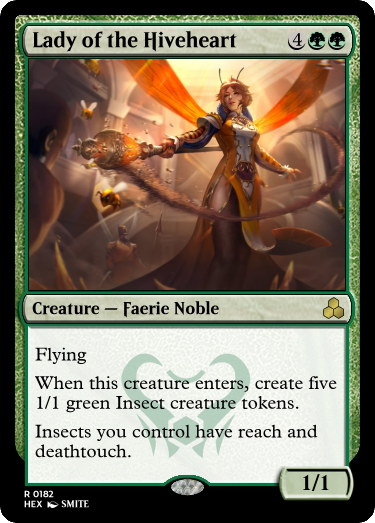 Lady of the Hiveheart 4
Creature — Faerie Noble
Flying
When this creature enters, create five
1/1 green Insect creature tokens.
Insects you control have reach and
deathtouch.
1/1
R 0182
HEX SMITE